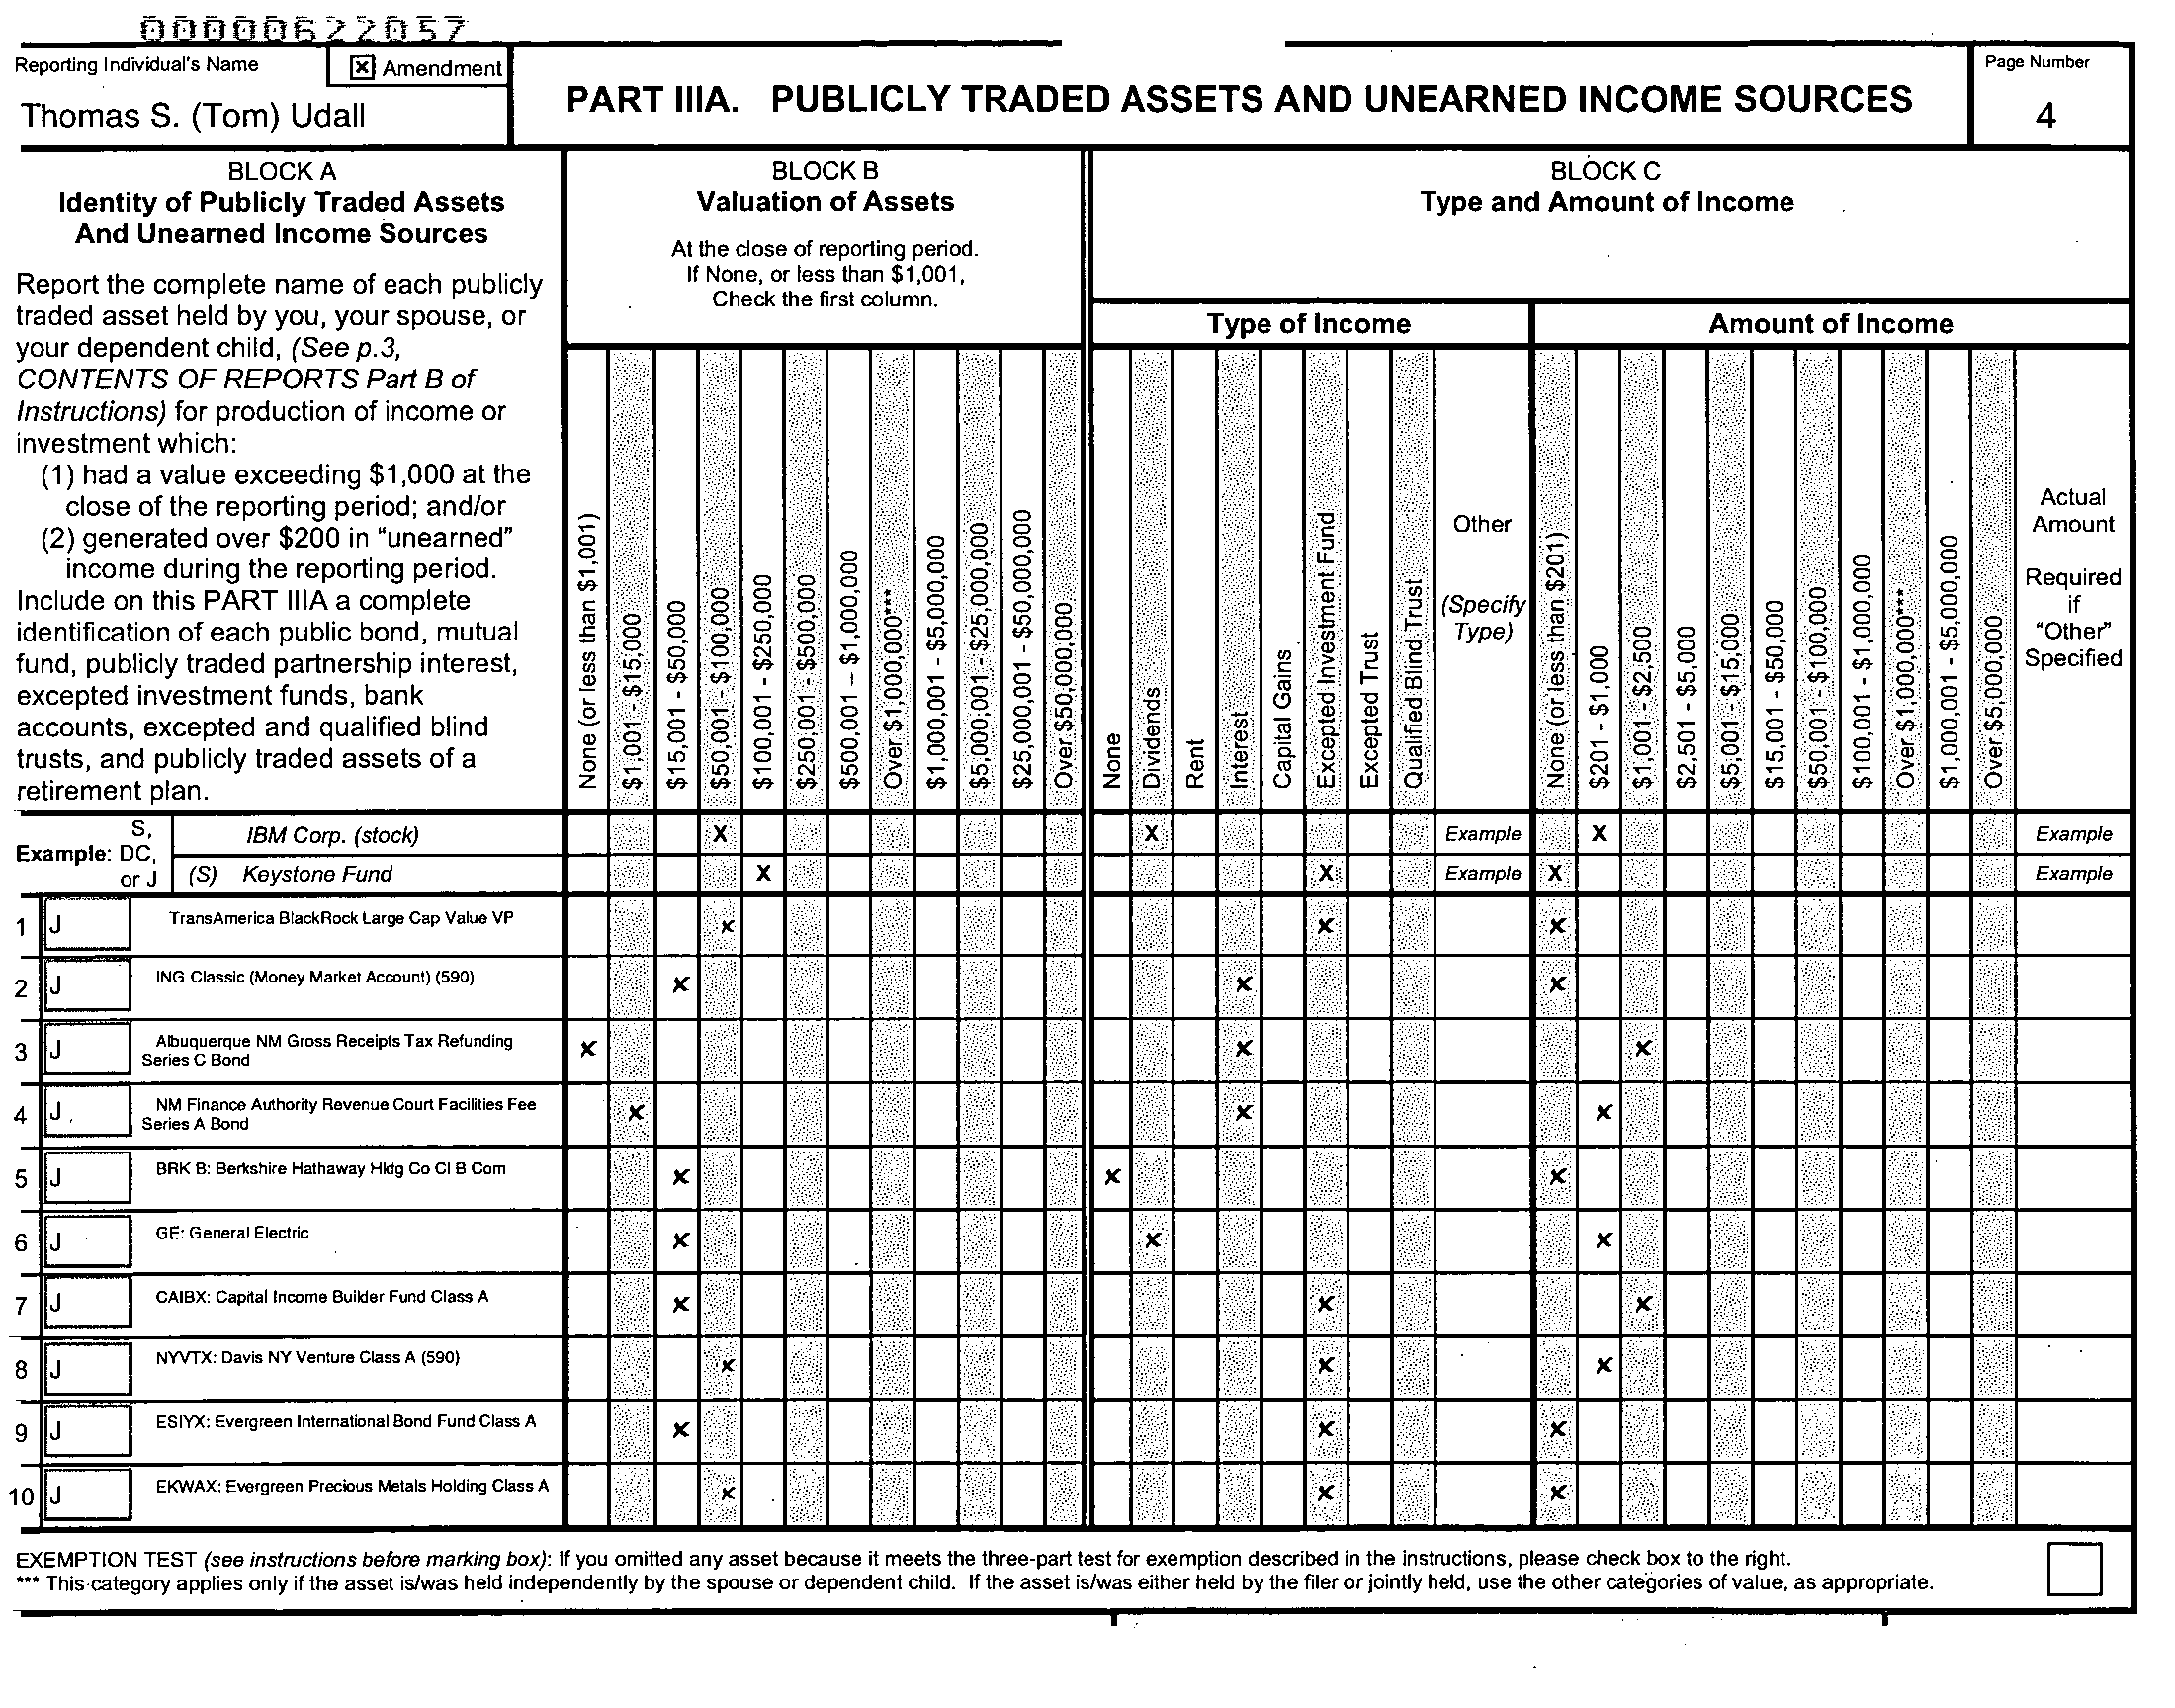 00000622057
Reporting Individual's Name
x Amendment
Thomas S. (Tom) Udall
PART IIIA. PUBLICLY TRADED ASSETS AND UNEARNED INCOME SOURCES
Page Number
4
BLOCK A
Identity of Publicly Traded Assets
And Unearned Income Sources
Report the complete name of each publicly
traded asset held by you, your spouse, or
your dependent child, (See p.3,
CONTENTS OF REPORTS Part B of
Instructions) for production of income or
investment which:
(1) had a value exceeding $1,000 at the
close of the reporting period; and/or
(2) generated over $200 in "unearned"
income during the reporting period.
Include on this PART IIIA a complete
identification of each public bond, mutual
fund, publicly traded partnership interest,
excepted investment funds, bank
accounts, excepted and qualified blind
trusts, and publicly traded assets of a
retirement plan.
BLOCK B
Valuation of Assets
At the close of reporting period.
If None, or less than $1,001,
Check the first column.
None (or less than $1,001)
$1,001 - $15,000
$15,001 - $50,000
$50,001 - $100,000
$100,001 - $250,000
$250,001 - $500,000
$500,001 – $1,000,000
Over $1,000,000***
$1,000,001 - $5,000,000
$5,000,001 - $25,000,000
$25,000,001 - $50,000,000
Over $50,000,000
BLOCK C
Type and Amount of Income
Type of Income
None
Dividends
Rent
Interest
Capital Gains
Excepted Investment Fund
Excepted Trust
Qualified Blind Trust
Other
(Specify
Type)
Amount of Income
None (or less than $201)
$201 - $1,000
$1,001 - $2,500
$2,501 - $5,000
$5,001 - $15,000
$15,001 - $50,000
$50,001 - $100,000
$100,001 - $1,000,000
Over $1,000,000***
$1,000,001 - $5,000,000
Over $5,000,000
Actual
Amount
Required
if
"Other"
Specified
Example:
S,
DC,
or J
IBM Corp. (stock) X X Example X Example
(S) Keystone Fund X X Example X Example
1 J TransAmerica BlackRock Large Cap Value VP x x x
2 J ING Classic (Money Market Account) (590) x x x
3 J Albuquerque NM Gross Receipts Tax Refunding
Series C Bond x x x
4 J NM Finance Authority Revenue Court Facilities Fee
Series A Bond x x x
5 J BRK B: Berkshire Hathaway Hldg Co Cl B Com x x x
6 J GE: General Electric x x x
7 J CAIBX: Capital Income Builder Fund Class A x x x
8 J NYVTX: Davis NY Venture Class A (590) x x x
9 J ESIYX: Evergreen International Bond Fund Class A x x x
10 J EKWAX: Evergreen Precious Metals Holding Class A x x x
EXEMPTION TEST (see instructions before marking box): If you omitted any asset because it meets the three-part test for exemption described in the instructions, please check box to the right.
*** This category applies only if the asset is/was held independently by the spouse or dependent child. If the asset is/was either held by the filer or jointly held, use the other categories of value, as appropriate.